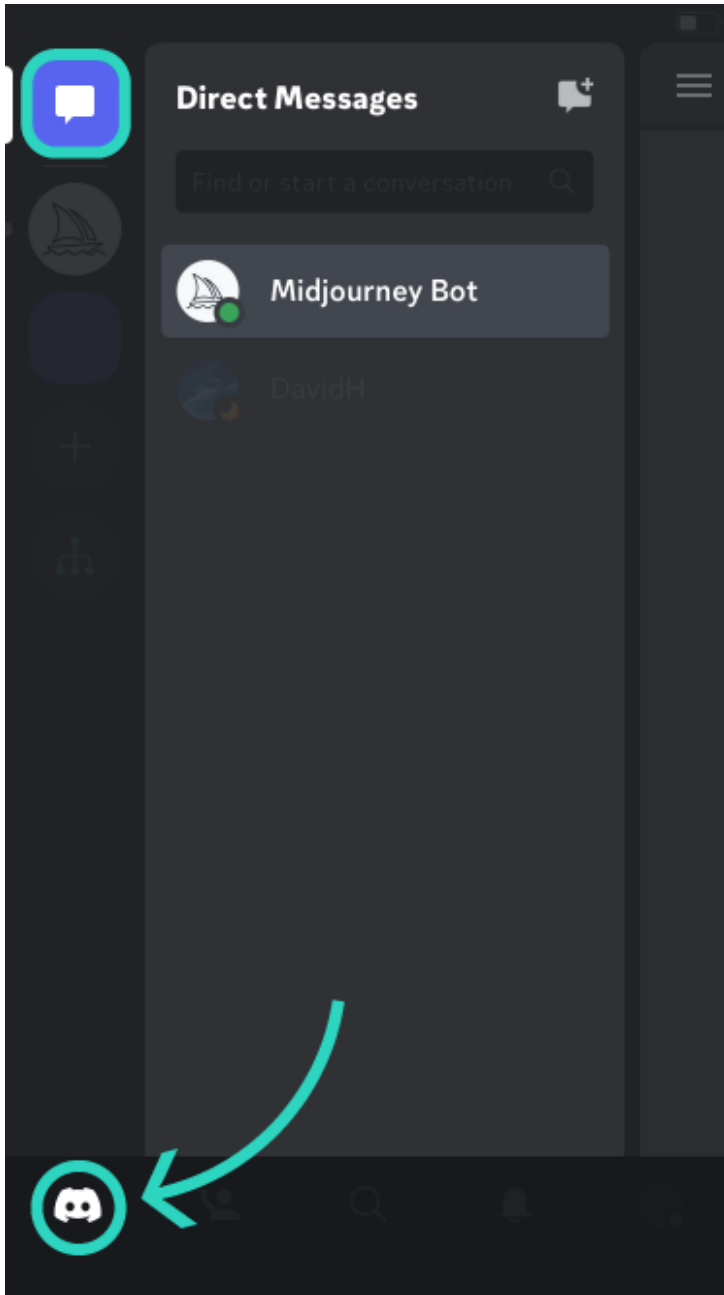 Direct Messages
Find or start a conversation
Midjourney Bot
DavidH